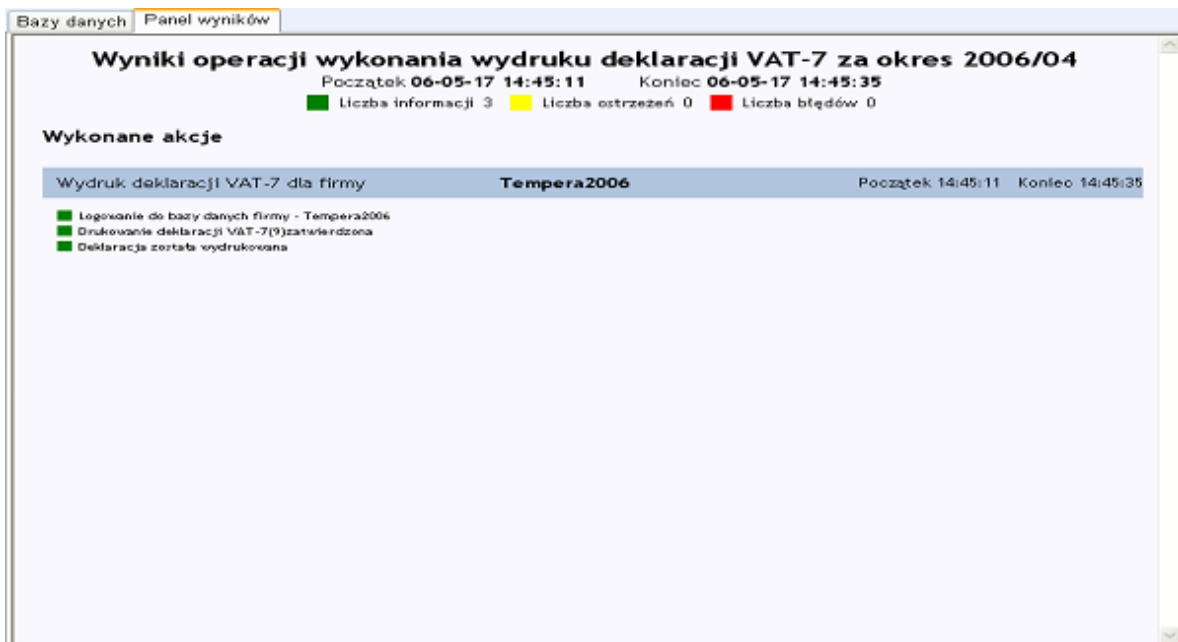 Bazy danych Panel wyników
Wyniki operacji wykonania wydruku deklaracji VAT-7 za okres 2006/04
Początek 06-05-17 14:45:11 Koniec 06-05-17 14:45:35
Liczba informacji 3 Liczba ostrzeżeń 0 Liczba błędów 0
Wykonane akcje
Wydruk deklaracji VAT-7 dla firmy Tempera2006 Początek 14:45:11 Koniec 14:45:35
Logowanie do bazy danych firmy - Tempera2006
Drukowanie deklaracji VAT-7(9)zatwierdzona
Deklaracja została wydrukowana